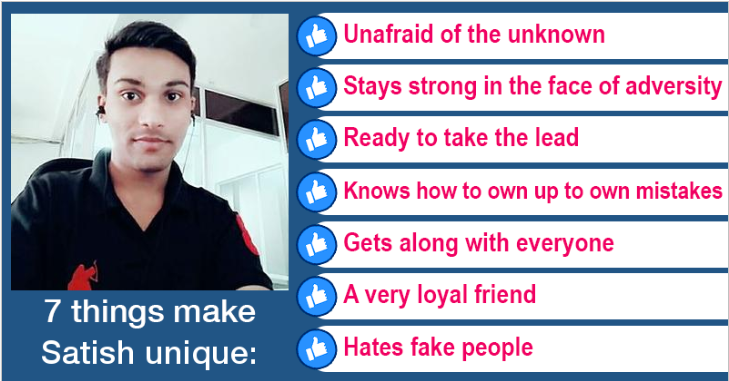 Unafraid of the unknown
Stays strong in the face of adversity
Ready to take the lead
Knows how to own up to own mistakes
Gets along with everyone
A very loyal friend
Hates fake people
7 things make
Satish unique: